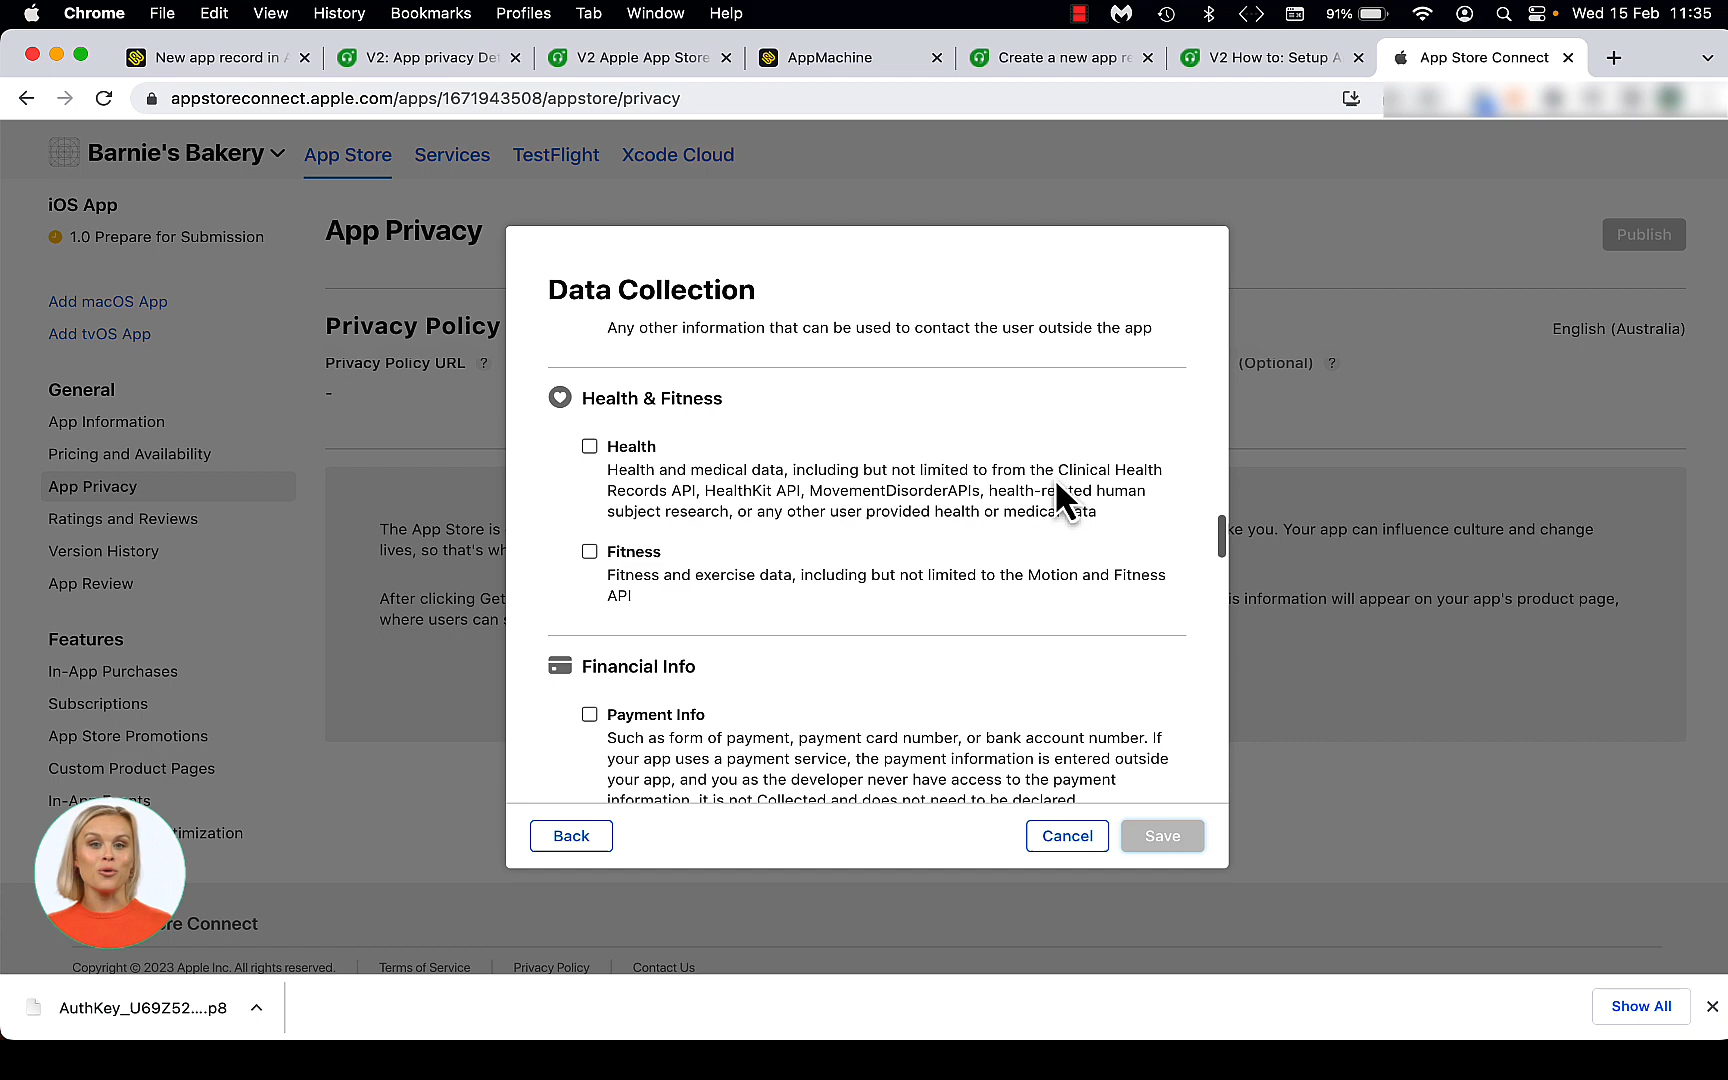 Chrome File Edit View History Bookmarks Profiles Tab Window Help 91% Wed 15 Feb 11:35
New app record in A V2: App privacy Det V2 Apple App Store AppMachine Create a new app re V2 How to: Setup A App Store Connect
appstoreconnect.apple.com/apps/1671943508/appstore/privacy
Barnie's Bakery App Store Services TestFlight Xcode Cloud
iOS App
1.0 Prepare for Submission
Add macOS App
Add tvOS App
General
App Information
Pricing and Availability
App Privacy
Ratings and Reviews
Version History
App Review
Features
In-App Purchases
Subscriptions
App Store Promotions
Custom Product Pages
In-App Events
timization
App Privacy
Publish
Privacy Policy
English (Australia)
Privacy Policy URL ?
(Optional) ?
-
The App Store is
ke you. Your app can influence culture and change
lives, so that's wh
After clicking Get
is information will appear on your app's product page,
where users can s
Data Collection
Any other information that can be used to contact the user outside the app
Health & Fitness
Health
Health and medical data, including but not limited to from the Clinical Health
Records API, HealthKit API, MovementDisorderAPIs, health-related human
subject research, or any other user provided health or medical data
Fitness
Fitness and exercise data, including but not limited to the Motion and Fitness
API
Financial Info
Payment Info
Such as form of payment, payment card number, or bank account number. If
your app uses a payment service, the payment information is entered outside
your app, and you as the developer never have access to the payment
information, it is not Collected and does not need to be declared.
Back Cancel Save
re Connect
Copyright © 2023 Apple Inc. All rights reserved. Terms of Service Privacy Policy Contact Us
AuthKey_U69Z52....p8
Show All